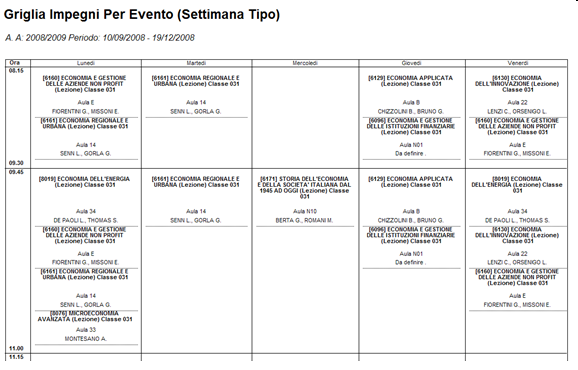 Griglia Impegni Per Evento (Settimana Tipo)
A. A: 2008/2009 Periodo: 10/09/2008 - 19/12/2008
Ora Lunedì Martedì Mercoledì Giovedì Venerdì
08.15
[6160] ECONOMIA E GESTIONE
DELLE AZIENDE NON PROFIT
(Lezione) Classe 031
Aula E
FIORENTINI G., MISSONI E.
[6161] ECONOMIA REGIONALE E
URBANA (Lezione) Classe 031
Aula 14
SENN L., GORLA G.
[6161] ECONOMIA REGIONALE E
URBANA (Lezione) Classe 031
Aula 14
SENN L., GORLA G.
[6129] ECONOMIA APPLICATA
(Lezione) Classe 031
Aula B
CHIZZOLINI B., BRUNO G.
[6096] ECONOMIA E GESTIONE
DELLE ISTITUZIONI FINANZIARIE
(Lezione) Classe 031
Aula N01
Da definire .
[6130] ECONOMIA
DELL'INNOVAZIONE (Lezione)
Classe 031
Aula 22
LENZI C., ORSENIGO L.
[6160] ECONOMIA E GESTIONE
DELLE AZIENDE NON PROFIT
(Lezione) Classe 031
Aula E
FIORENTINI G., MISSONI E.
09.30
09.45
[8019] ECONOMIA DELL'ENERGIA
(Lezione) Classe 031
Aula 34
DE PAOLI L., THOMAS S.
[6160] ECONOMIA E GESTIONE
DELLE AZIENDE NON PROFIT
(Lezione) Classe 031
Aula E
FIORENTINI G., MISSONI E.
[6161] ECONOMIA REGIONALE E
URBANA (Lezione) Classe 031
Aula 14
SENN L., GORLA G.
[8076] MICROECONOMIA
AVANZATA (Lezione) Classe 031
Aula 33
MONTESANO A.
[6161] ECONOMIA REGIONALE E
URBANA (Lezione) Classe 031
Aula 14
SENN L., GORLA G.
[6171] STORIA DELL'ECONOMIA
E DELLA SOCIETA' ITALIANA DAL
1945 AD OGGI (Lezione) Classe
031
Aula N10
BERTA G., ROMANI M.
[6129] ECONOMIA APPLICATA
(Lezione) Classe 031
Aula B
CHIZZOLINI B., BRUNO G.
[6096] ECONOMIA E GESTIONE
DELLE ISTITUZIONI FINANZIARIE
(Lezione) Classe 031
Aula N01
Da definire .
[8019] ECONOMIA
DELL'ENERGIA (Lezione) Classe
031
Aula 34
DE PAOLI L., THOMAS S.
[6130] ECONOMIA
DELL'INNOVAZIONE (Lezione)
Classe 031
Aula 22
LENZI C., ORSENIGO L.
[6160] ECONOMIA E GESTIONE
DELLE AZIENDE NON PROFIT
(Lezione) Classe 031
Aula E
FIORENTINI G., MISSONI E.
11.00
11.15